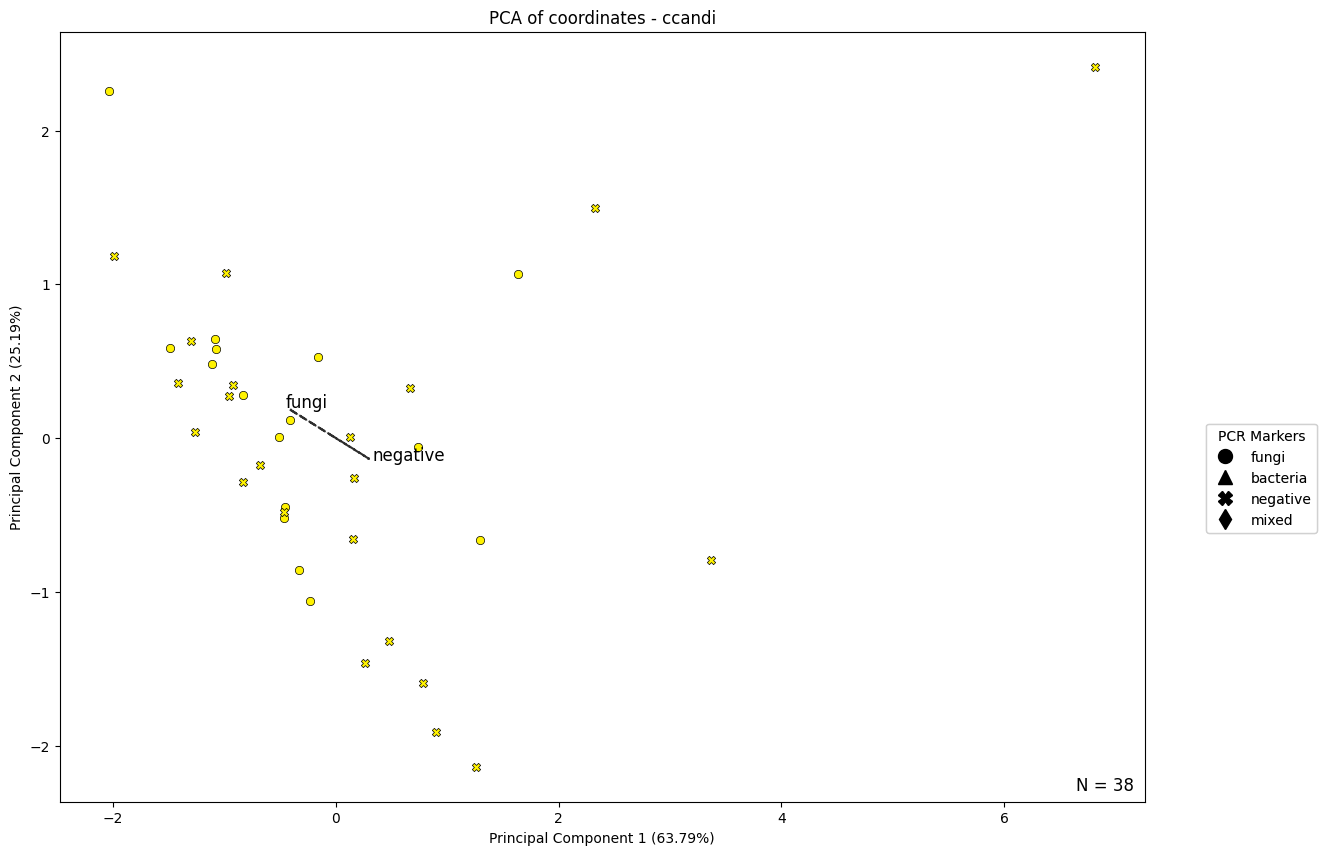 PCA of coordinates - ccandi
Principal Component 2 (25.19%)
2
1
0
−1
−2
fungi
negative
N = 38
−2
0
2
4
6
Principal Component 1 (63.79%)
PCR Markers
fungi
bacteria
negative
mixed